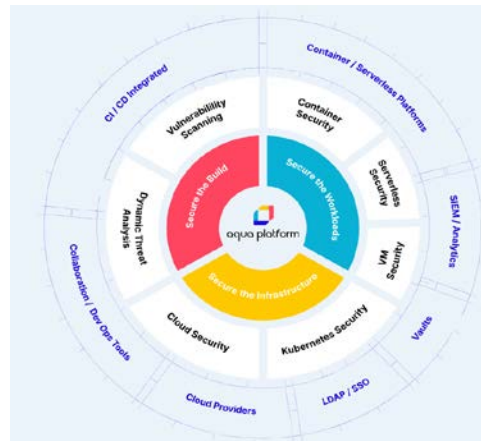 CI / CD Integrated
Container / Serverless Platforms
SIEM / Analytics
Vaults
LDAP / SSO
Cloud Providers
Collaboration / Dev Ops Tools
Vulnerability
Scanning
Container
Security
Serverless
Security
VM
Security
Kubernetes Security
Cloud Security
Dynamic Threat
Analysis
Secure the Build
Secure the Workloads
Secure the Infrastructure
aqua platform